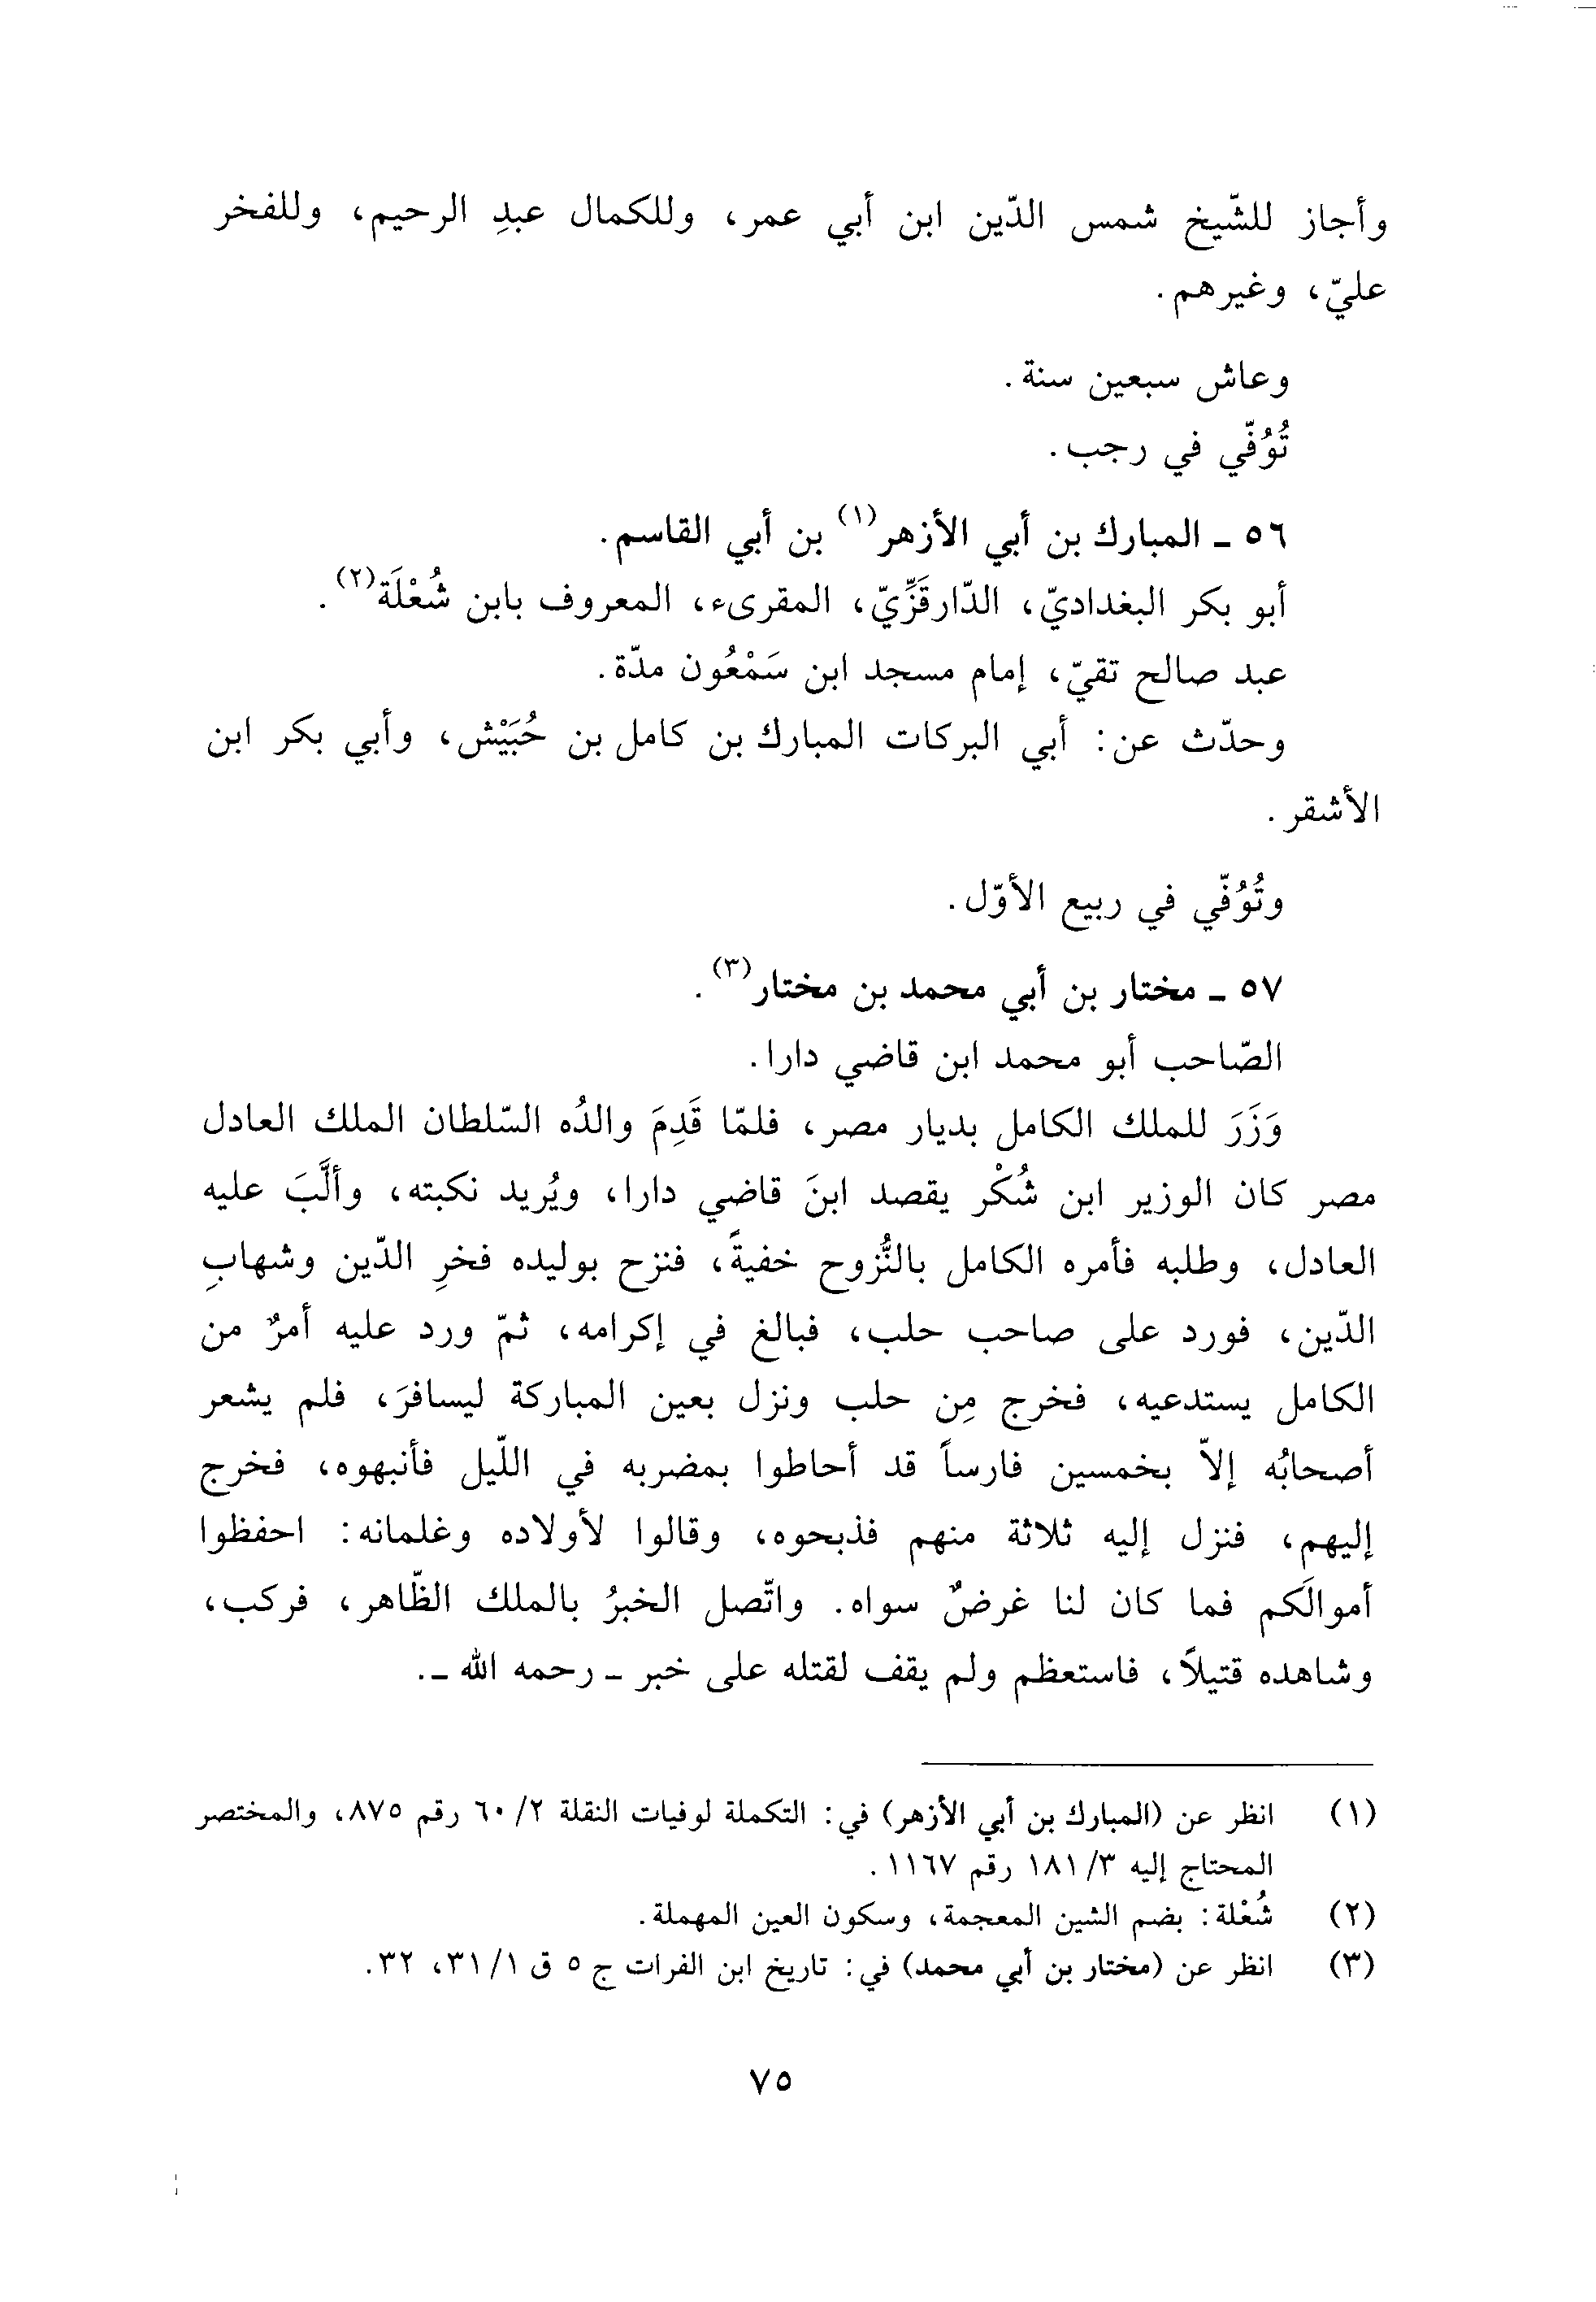 وأجاز للشّيخ شمس الدّين ابن أبي عمر، وللكمال عبدِ الرحيم، وللفخر
عليّ، وغيرهم.
وعاش سبعين سنة.
تُوُفّي في رجب.
٥٦ ـ المبارك بن أبي الأزهر(١) بن أبي القاسم.
أبو بكر البغداديّ، الدّارقَزِّيّ، المقرىء، المعروف بابن شُعْلَة(٢).
عبد صالح تقيّ، إمام مسجد ابن سَمْعُون مدّة.
وحدّث عن: أبي البركات المبارك بن كامل بن حُبَيْش، وأبي بكر ابن
الأشقر.
وتُوُفّي في ربيع الأوّل.
٥٧ ـ مختار بن أبي محمد بن مختار(٣).
الصّاحب أبو محمد ابن قاضي دارا.
وَزَرَ للملك الكامل بديار مصر، فلمّا قَدِمَ والدُه السّلطان الملك العادل
مصر كان الوزير ابن شُكْر يقصد ابنَ قاضي دارا، ويُريد نكبته، وألَّبَ عليه
العادل، وطلبه فأمره الكامل بالنُّزوح خفيةً، فنزح بوليده فخرِ الدّين وشهابِ
الدّين، فورد على صاحب حلب، فبالغ في إكرامه، ثمّ ورد عليه أمرٌ من
الكامل يستدعيه، فخرج مِن حلب ونزل بعين المباركة ليسافرَ، فلم يشعر
أصحابُه إلاّ بخمسين فارساً قد أحاطوا بمضربه في اللّيل فأنبهوه، فخرج
إليهم، فنزل إليه ثلاثة منهم فذبحوه، وقالوا لأولاده وغلمانه: احفظوا
أموالَكم فما كان لنا غرضٌ سواه. واتّصل الخبرُ بالملك الظّاهر، فركب،
وشاهده قتيلاً، فاستعظم ولم يقف لقتله على خبر ـ رحمه الله ـ.
(١) انظر عن (المبارك بن أبي الأزهر) في: التكملة لوفيات النقلة ٢/ ٦٠ رقم ٨٧٥، والمختصر
المحتاج إليه ٣/ ١٨١ رقم ١١٦٧.
(٢) شُعْلة: بضم الشين المعجمة، وسكون العين المهملة.
(٣) انظر عن (مختار بن أبي محمد) في: تاريخ ابن الفرات ج ٥ ق ١/ ٣١، ٣٢.
٧٥